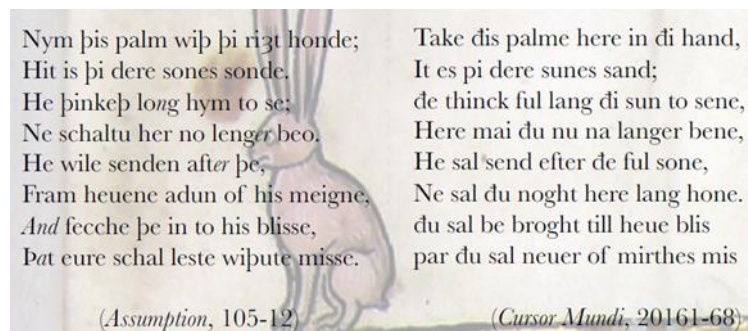 Nym þis palm wiþ þi riȝt honde;
Hit is þi dere sones sonde.
He þinkeþ long hym to se;
Ne schaltu her no lenger beo.
He wile senden after þe,
Fram heuene adun of his meigne,
And fecche þe in to his blisse,
Þat eure schal leste wiþute misse.
(Assumption, 105-12)
Take đis palme here in đi hand,
It es pi dere sunes sand;
đe thinck ful lang đi sun to sene,
Here mai đu nu na langer bene,
He sal send efter đe ful sone,
Ne sal đu noght here lang hone.
đu sal be broght till heue blis
par đu sal neuer of mirthes mis
(Cursor Mundi, 20161-68)